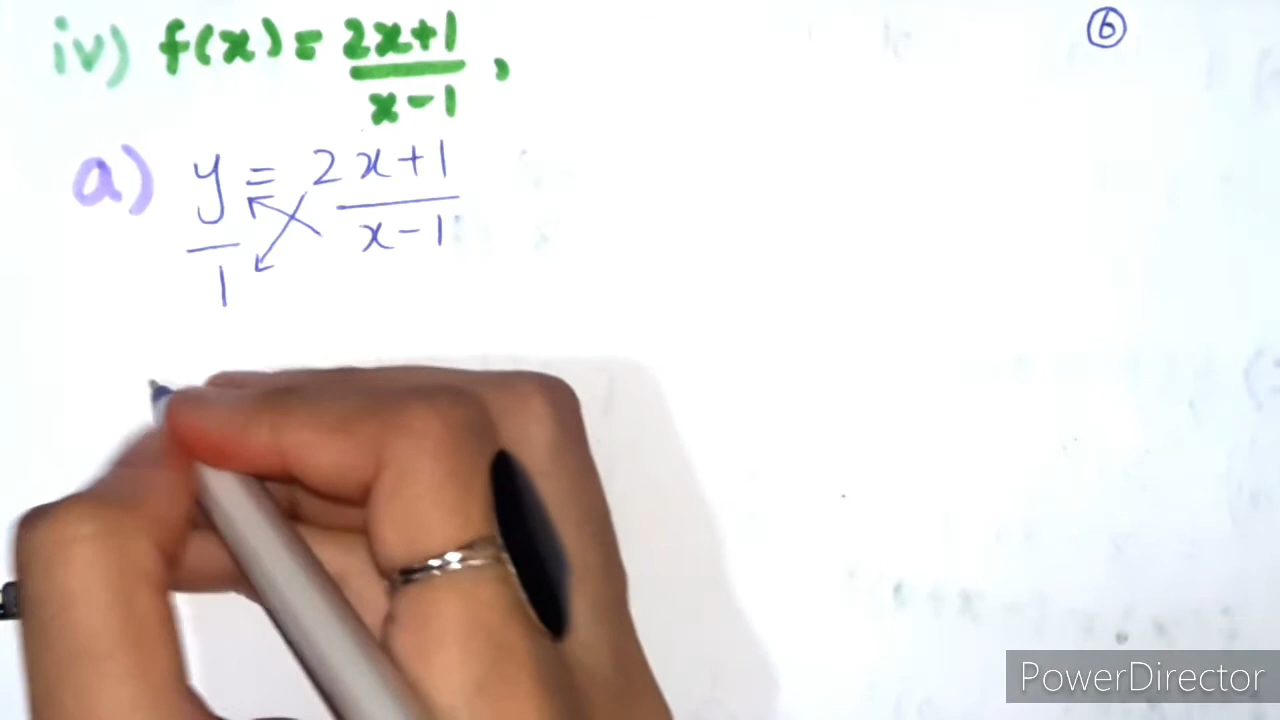 iv) f(x) = 2x+1 / x-1 ,
⑥
a) y/1 = 2x+1 / x-1
PowerDirector